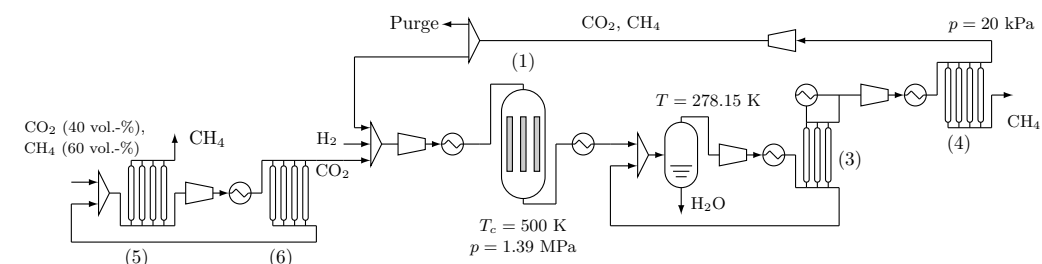 Purge
CO₂, CH₄
p = 20 kPa
(1)
T = 278.15 K
CO₂ (40 vol.-%),
CH₄ (60 vol.-%)
CH₄
H₂
CO₂
(3)
(4)
CH₄
H₂O
T_c = 500 K
p = 1.39 MPa
(5)
(6)